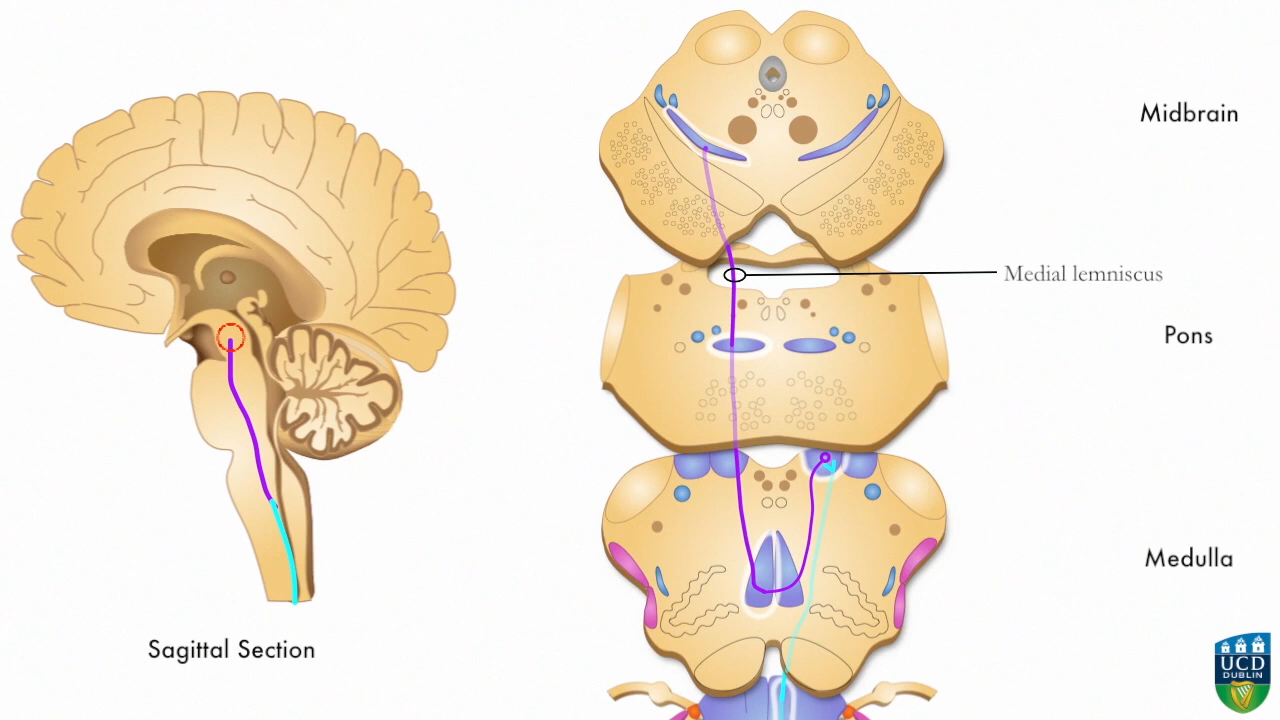 Midbrain
Medial lemniscus
Pons
Medulla
Sagittal Section
UCD
DUBLIN